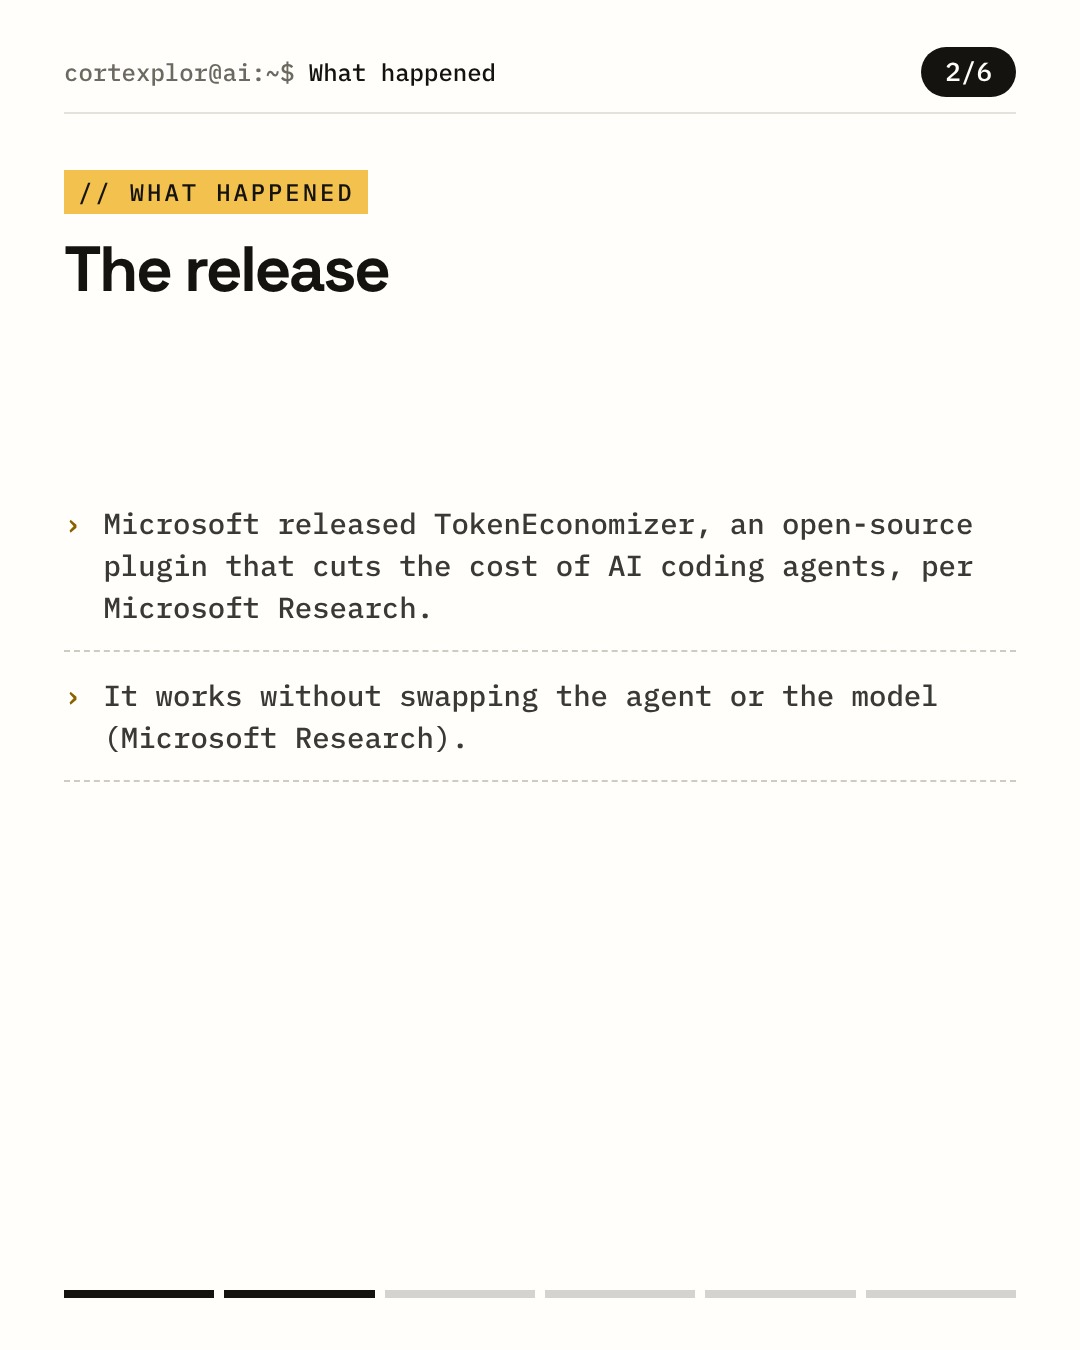 cortexplor@ai:~$ What happened
2/6
// WHAT HAPPENED
The release
› Microsoft released TokenEconomizer, an open-source
plugin that cuts the cost of AI coding agents, per
Microsoft Research.
› It works without swapping the agent or the model
(Microsoft Research).